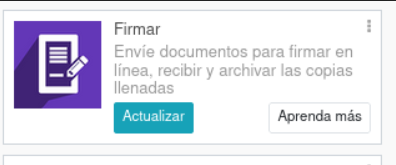 Firmar
Envíe documentos para firmar en
línea, recibir y archivar las copias
llenadas
Actualizar
Aprenda más